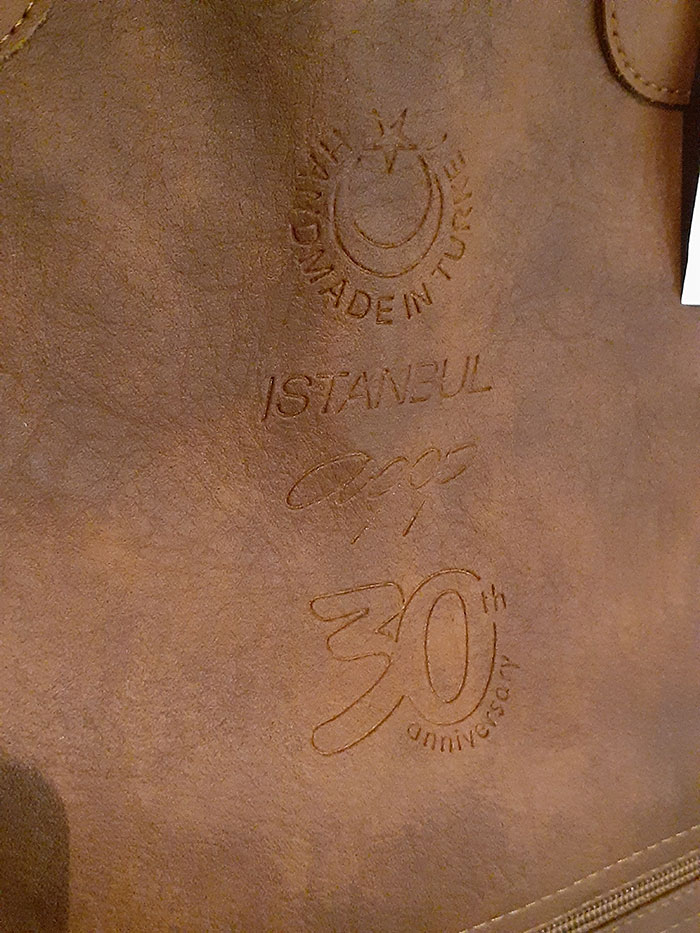 HANDMADE IN TURKEY
ISTANBUL
30th
anniversary